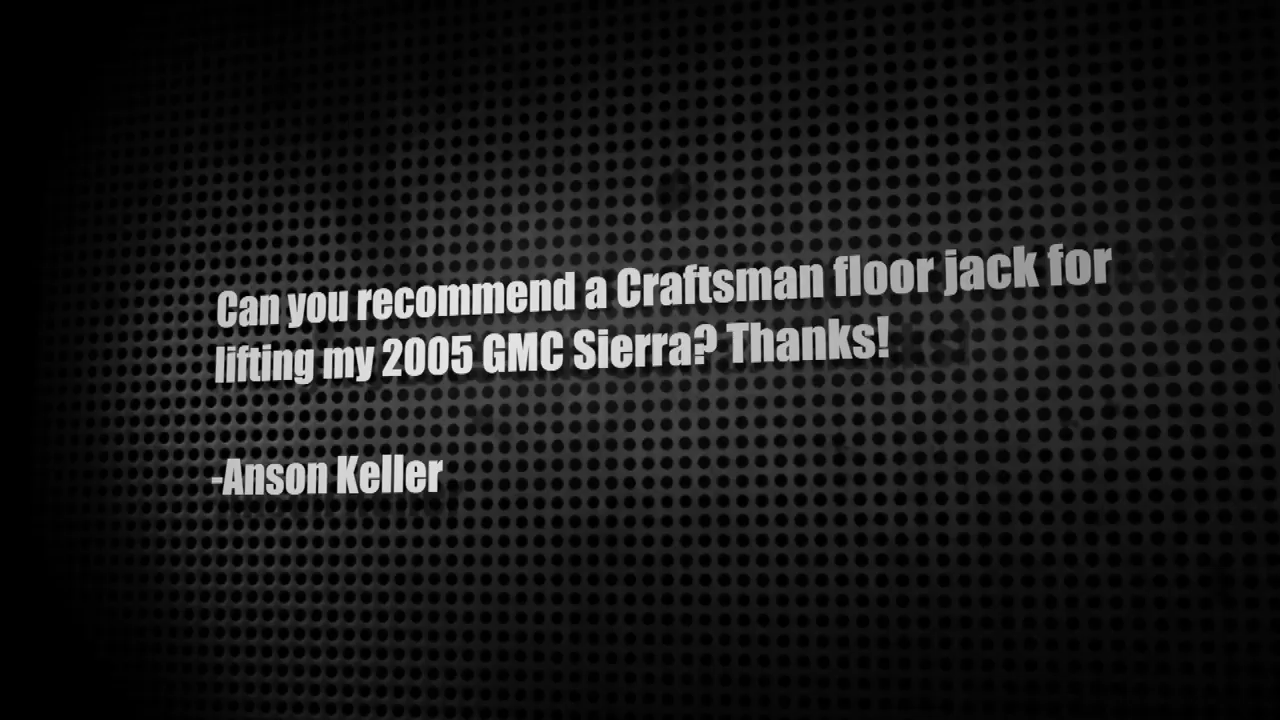 Can you recommend a Craftsman floor jack for
lifting my 2005 GMC Sierra? Thanks!
-Anson Keller